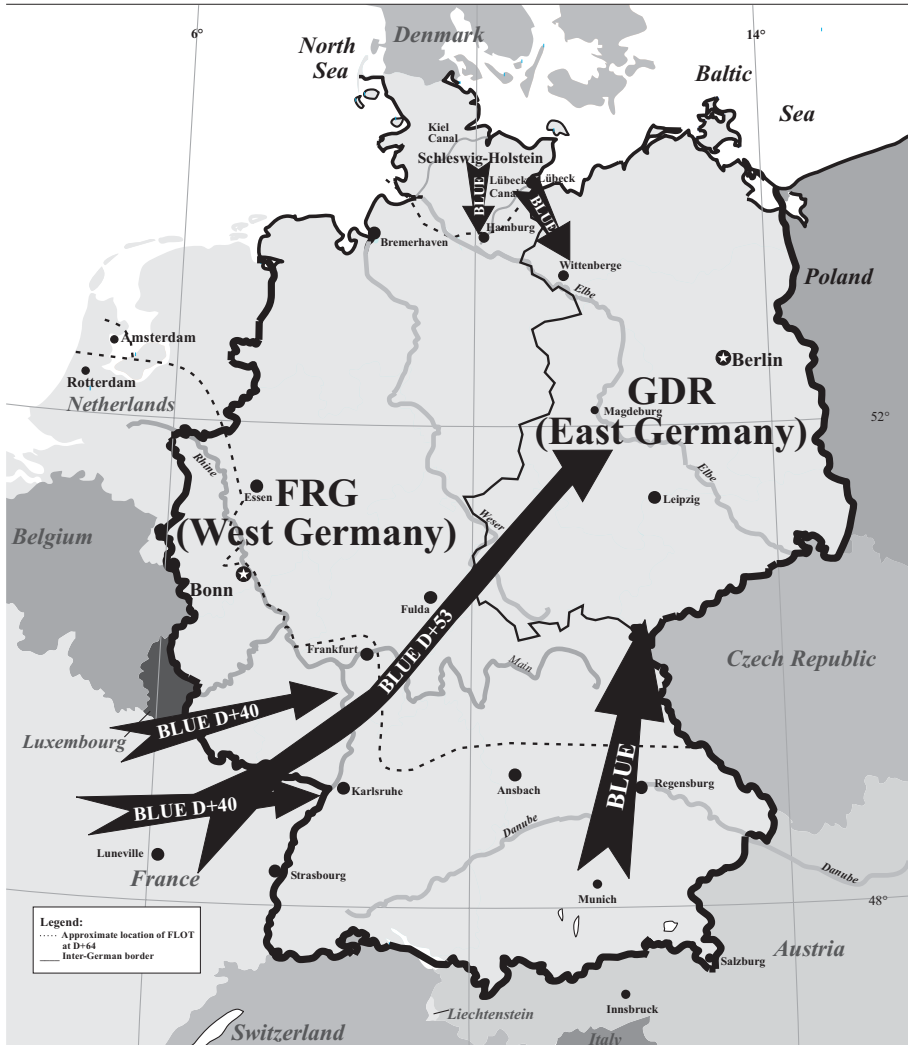 6°
14°
Denmark
North
Sea
Baltic
Sea
Kiel
Canal
Schleswig-Holstein
BLUE
Lübeck
Canal
Lübeck
BLUE
Hamburg
Bremerhaven
Wittenberge
Elbe
Poland
Amsterdam
Rotterdam
Netherlands
Berlin
GDR
(East Germany)
Magdeburg
52°
Rhine
Essen
FRG
(West Germany)
Weser
Elbe
Leipzig
Belgium
Bonn
Fulda
BLUE D+53
Frankfurt
Main
Czech Republic
BLUE D+40
Luxembourg
BLUE D+40
Karlsruhe
Ansbach
BLUE
Regensburg
Danube
Luneville
France
Strasbourg
Munich
Danube
48°
Legend:
Approximate location of FLOT
at D+64
Inter-German border
Austria
Salzburg
Innsbruck
Liechtenstein
Switzerland
Italy